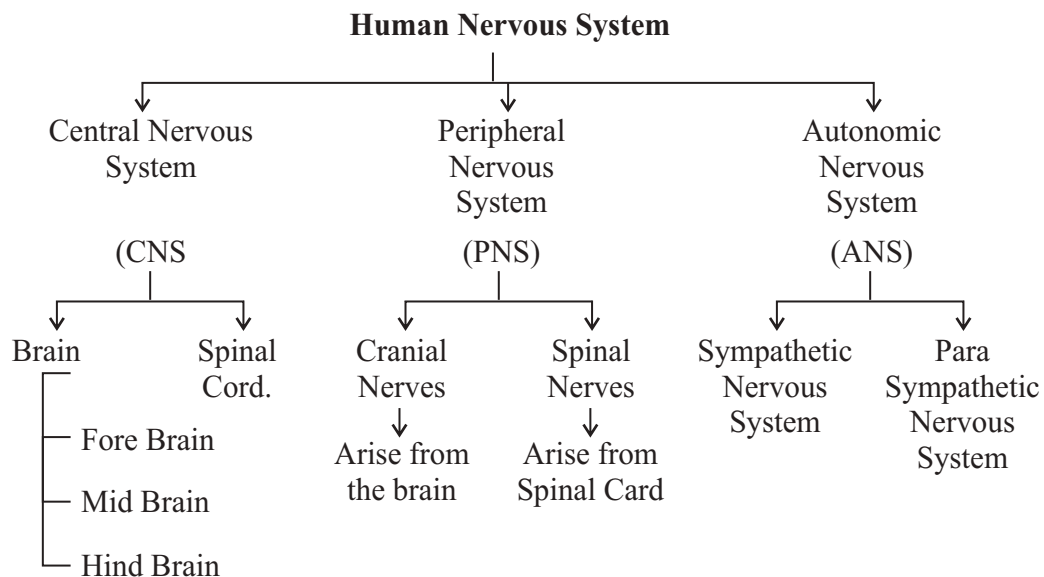 Human Nervous System
Central Nervous
System
Peripheral
Nervous
System
Autonomic
Nervous
System
(CNS
(PNS)
(ANS)
Brain
Spinal
Cord.
Fore Brain
Mid Brain
Hind Brain
Cranial
Nerves
Arise from
the brain
Spinal
Nerves
Arise from
Spinal Card
Sympathetic
Nervous
System
Para
Sympathetic
Nervous
System